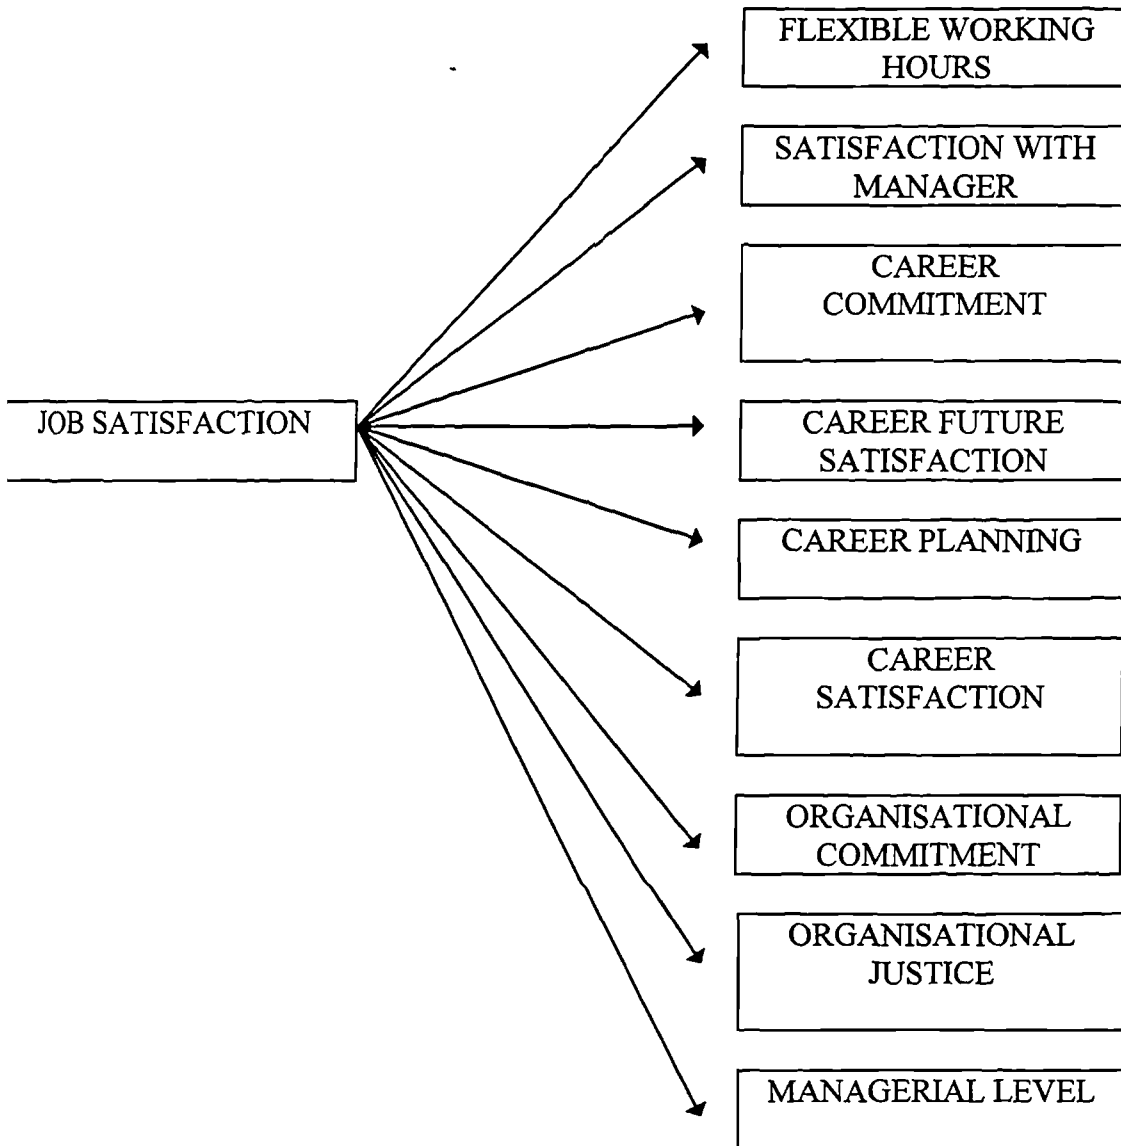 FLEXIBLE WORKING
HOURS
SATISFACTION WITH
MANAGER
CAREER
COMMITMENT
JOB SATISFACTION
CAREER FUTURE
SATISFACTION
CAREER PLANNING
CAREER
SATISFACTION
ORGANISATIONAL
COMMITMENT
ORGANISATIONAL
JUSTICE
MANAGERIAL LEVEL